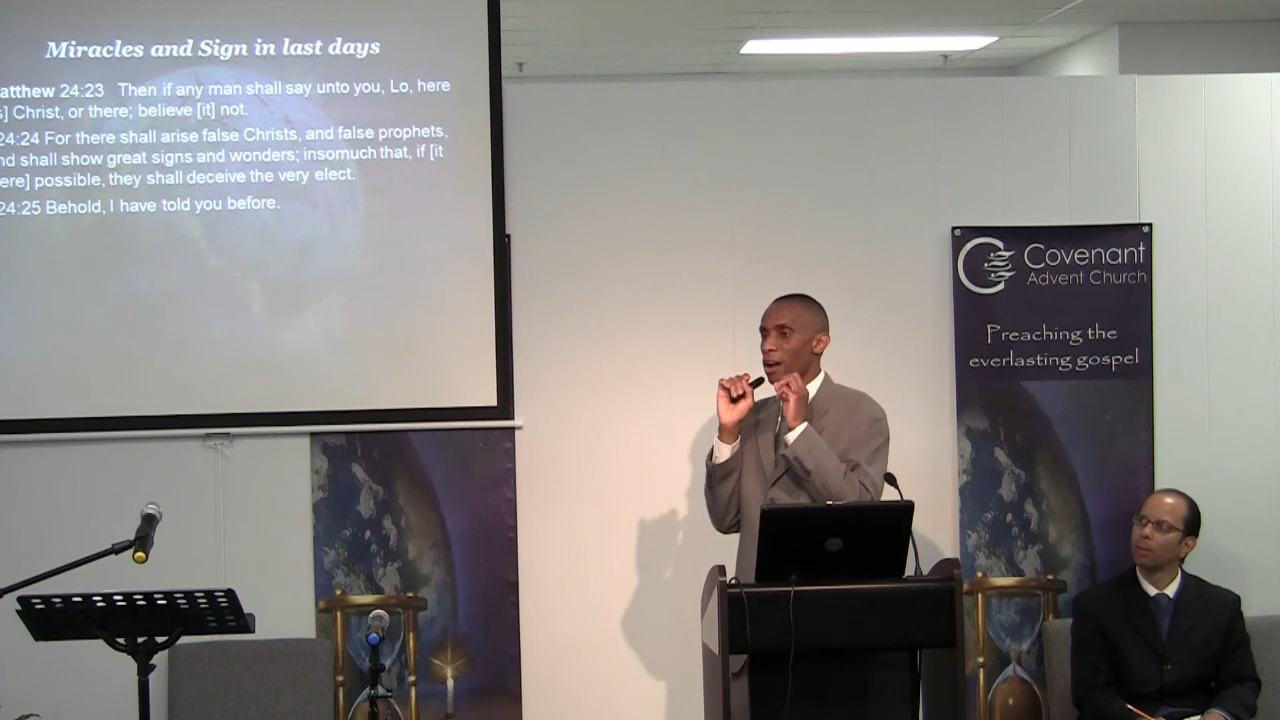 Miracles and Sign in last days
atthew 24:23 Then if any man shall say unto you, Lo, here
s] Christ, or there; believe [it] not.
24:24 For there shall arise false Christs, and false prophets,
nd shall show great signs and wonders; insomuch that, if [it
ere] possible, they shall deceive the very elect.
24:25 Behold, I have told you before.
Covenant
Advent Church
Preaching the
everlasting gospel